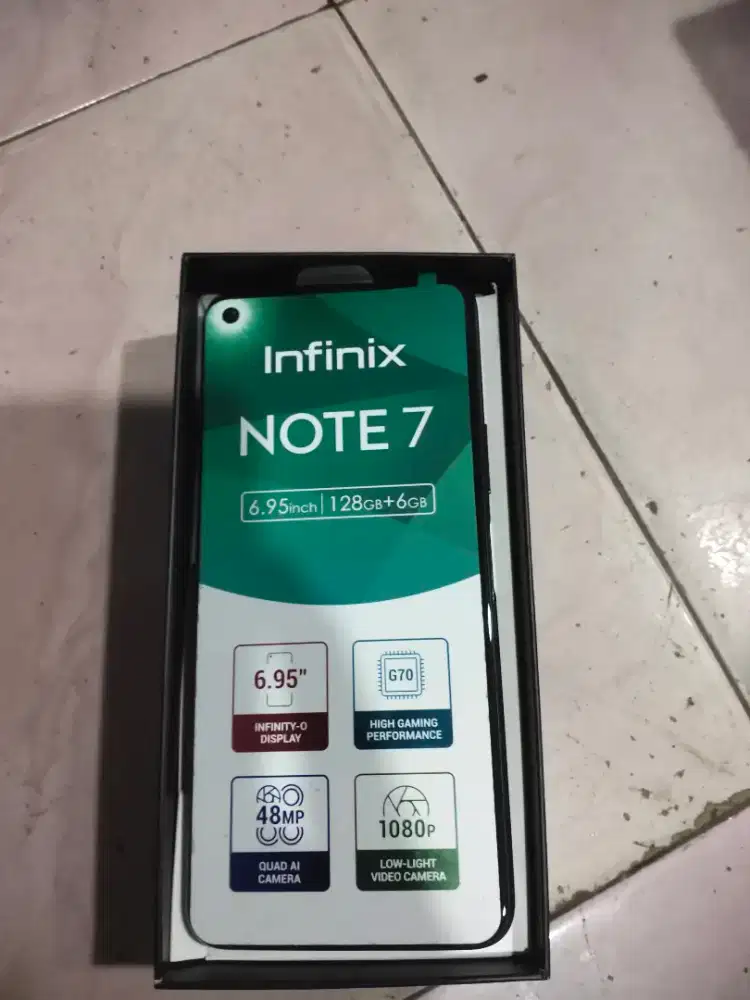 Infinix
NOTE 7
6.95inch | 128GB+6GB
6.95"
INFINITY-O
DISPLAY
G70
HIGH GAMING
PERFORMANCE
48MP
QUAD AI
CAMERA
1080P
LOW-LIGHT
VIDEO CAMERA